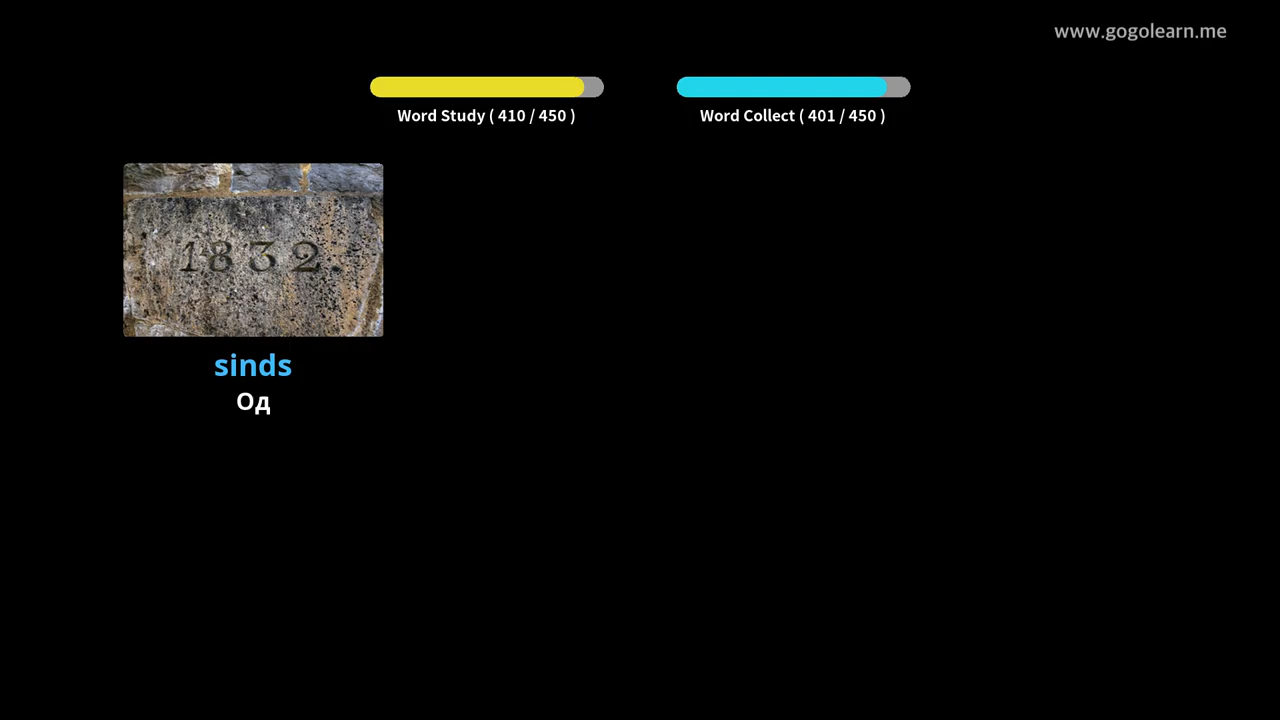 www.gogolearn.me
Word Study ( 410 / 450 )
Word Collect ( 401 / 450 )
1832.
sinds
Од